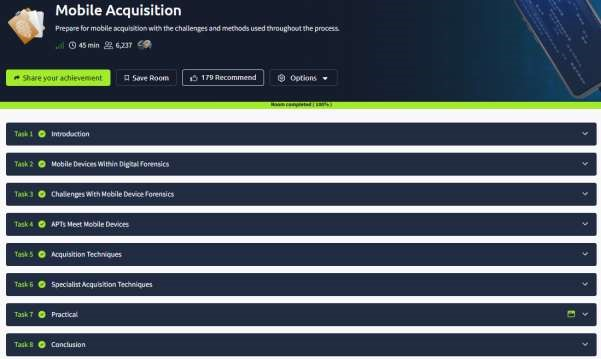 Mobile Acquisition
Prepare for mobile acquisition with the challenges and methods used throughout the process.
45 min 6,237
Share your achievement Save Room 179 Recommend Options
Room completed ( 100% )
Task 1 Introduction
Task 2 Mobile Devices Within Digital Forensics
Task 3 Challenges With Mobile Device Forensics
Task 4 APTs Meet Mobile Devices
Task 5 Acquisition Techniques
Task 6 Specialist Acquisition Techniques
Task 7 Practical
Task 8 Conclusion